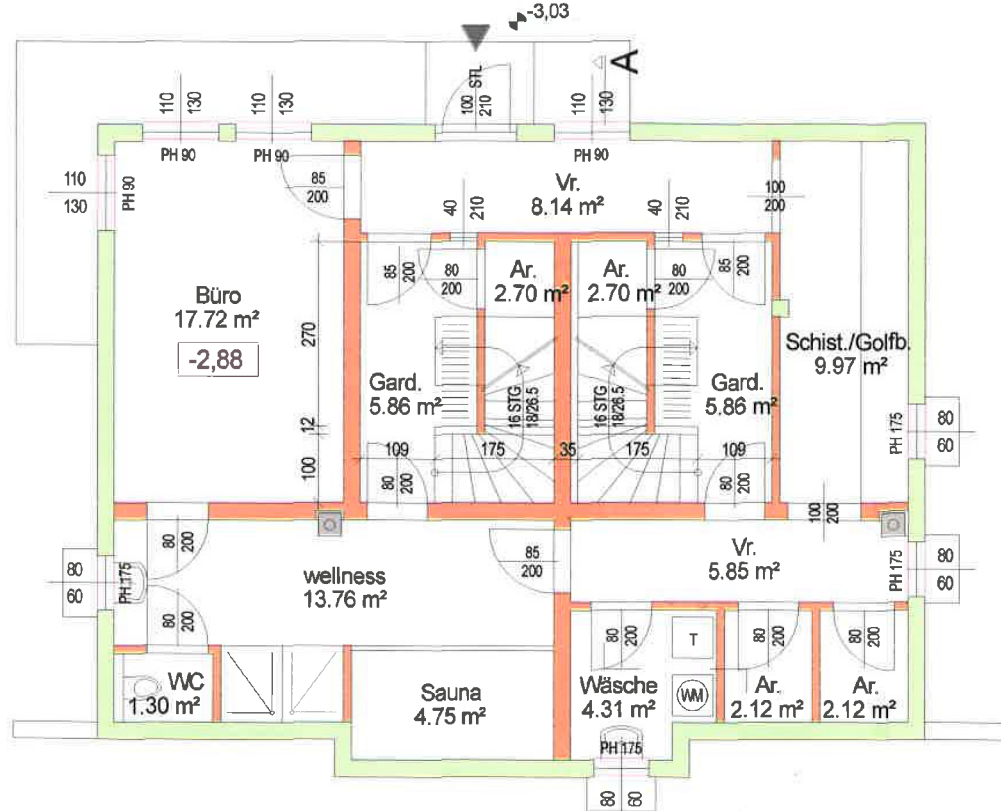 -3,03
A
STL
110
130
110
130
100
210
110
130
PH 90
PH 90
PH 90
110
130
PH 90
85
200
Vr.
8.14 m²
100
200
40
210
40
210
85
200
80
200
Ar.
2.70 m²
Ar.
2.70 m²
80
200
85
200
Büro
17.72 m²
-2,88
270
12
100
Gard.
5.86 m²
16 STG
18/26.5
16 STG
18/26.5
Gard.
5.86 m²
Schist./Golfb.
9.97 m²
PH 175
80
60
109
175
35
175
109
80
200
80
200
100
200
80
200
85
200
80
60
PH 175
wellness
13.76 m²
Vr.
5.85 m²
PH 175
80
60
80
200
80
200
T
80
200
80
200
WC
1.30 m²
Sauna
4.75 m²
Wäsche
4.31 m²
WM
Ar.
2.12 m²
Ar.
2.12 m²
PH 175
80
60